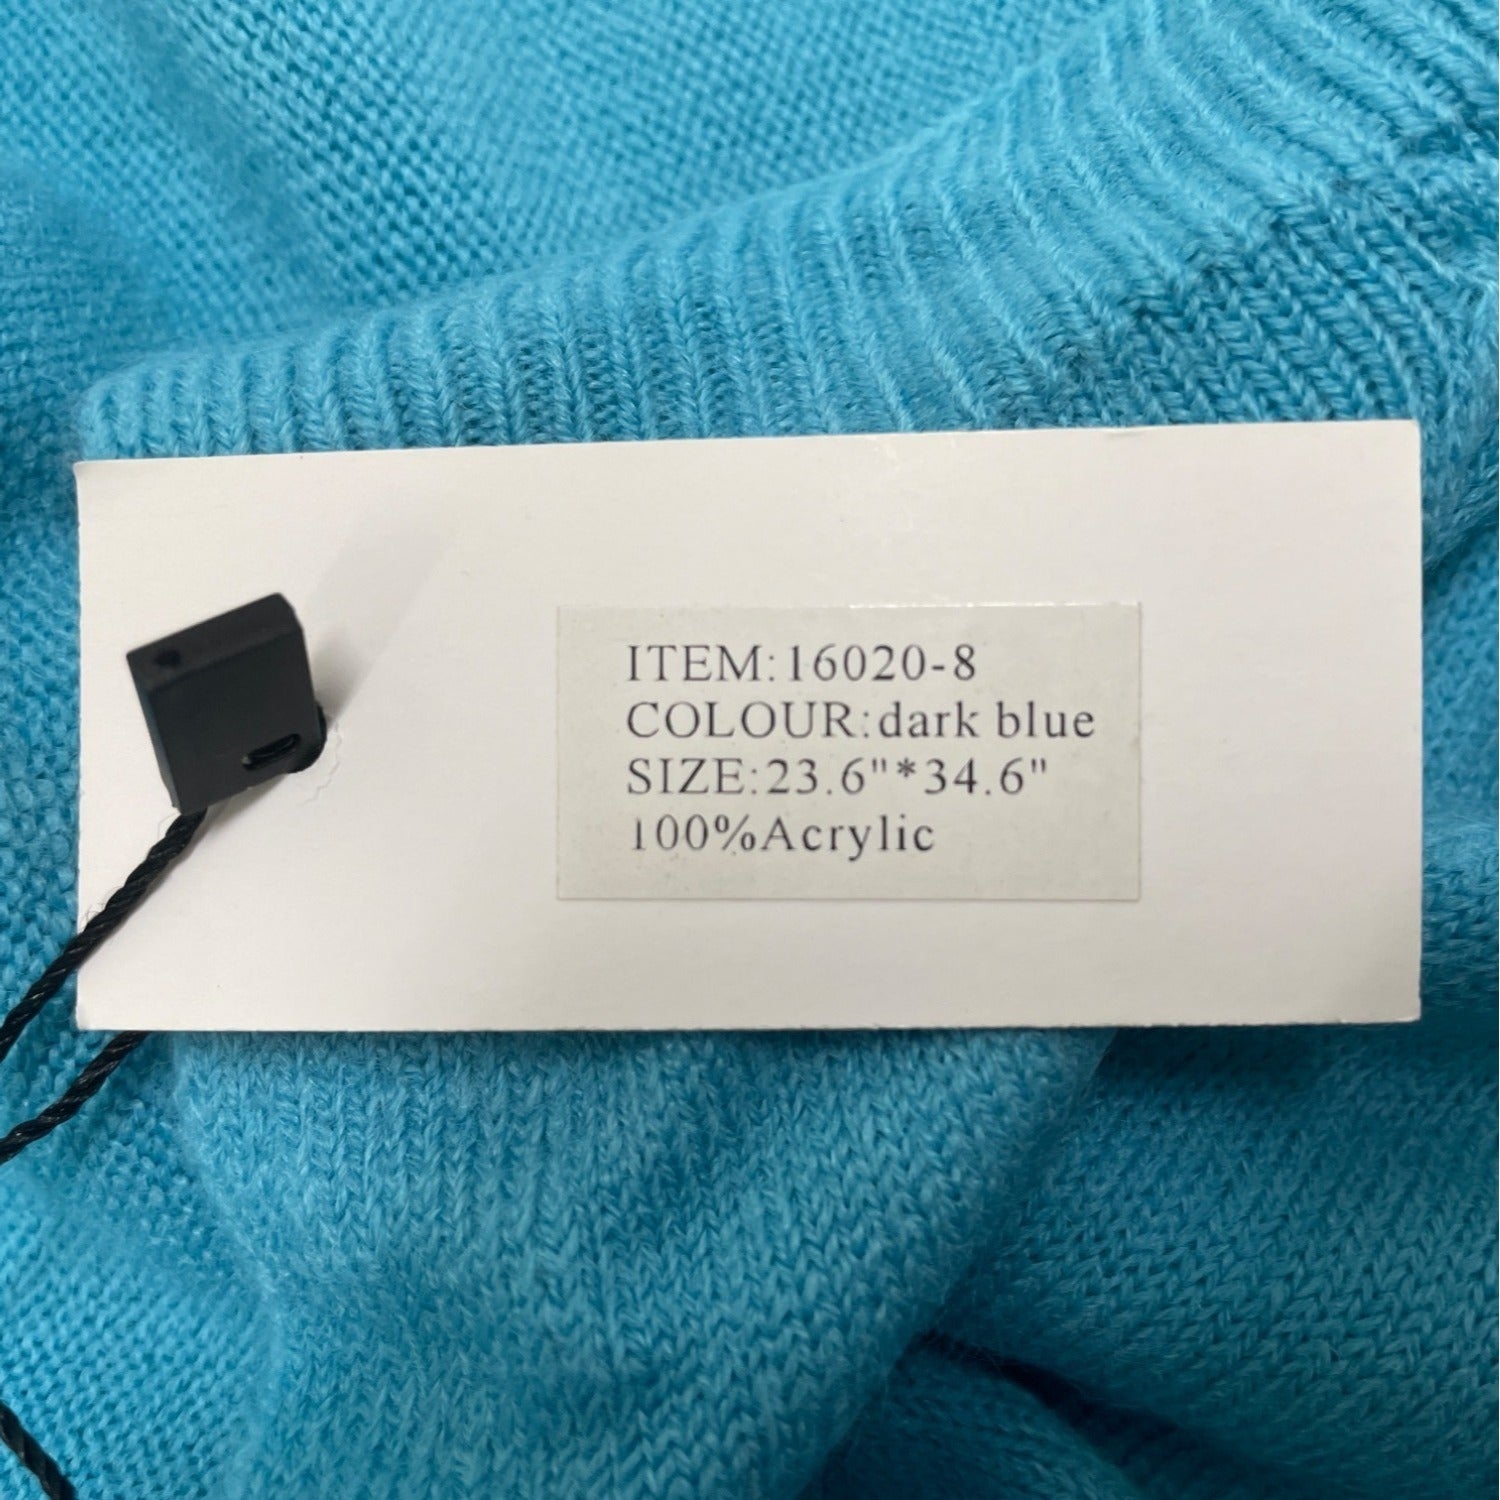 ITEM:16020-8
COLOUR:dark blue
SIZE:23.6"*34.6"
100%Acrylic